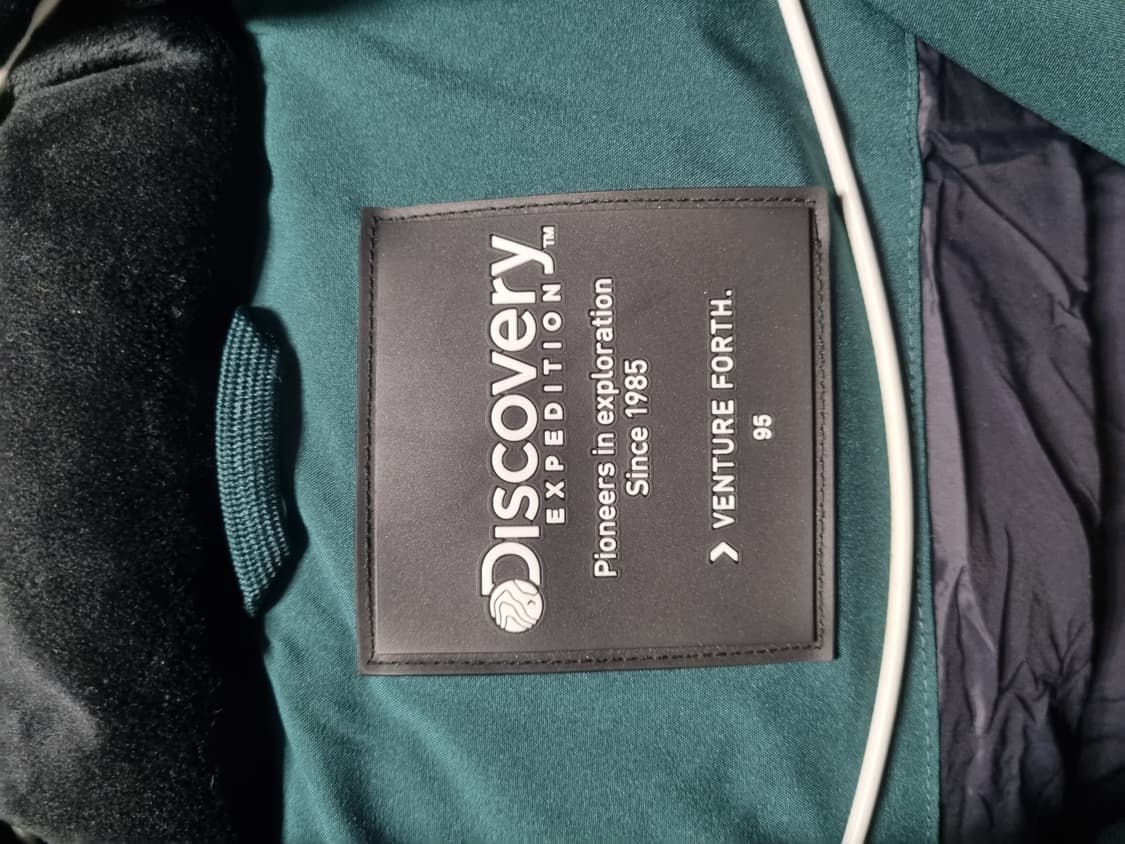 Discovery™
EXPEDITION
Pioneers in exploration
Since 1985
> VENTURE FORTH.
95